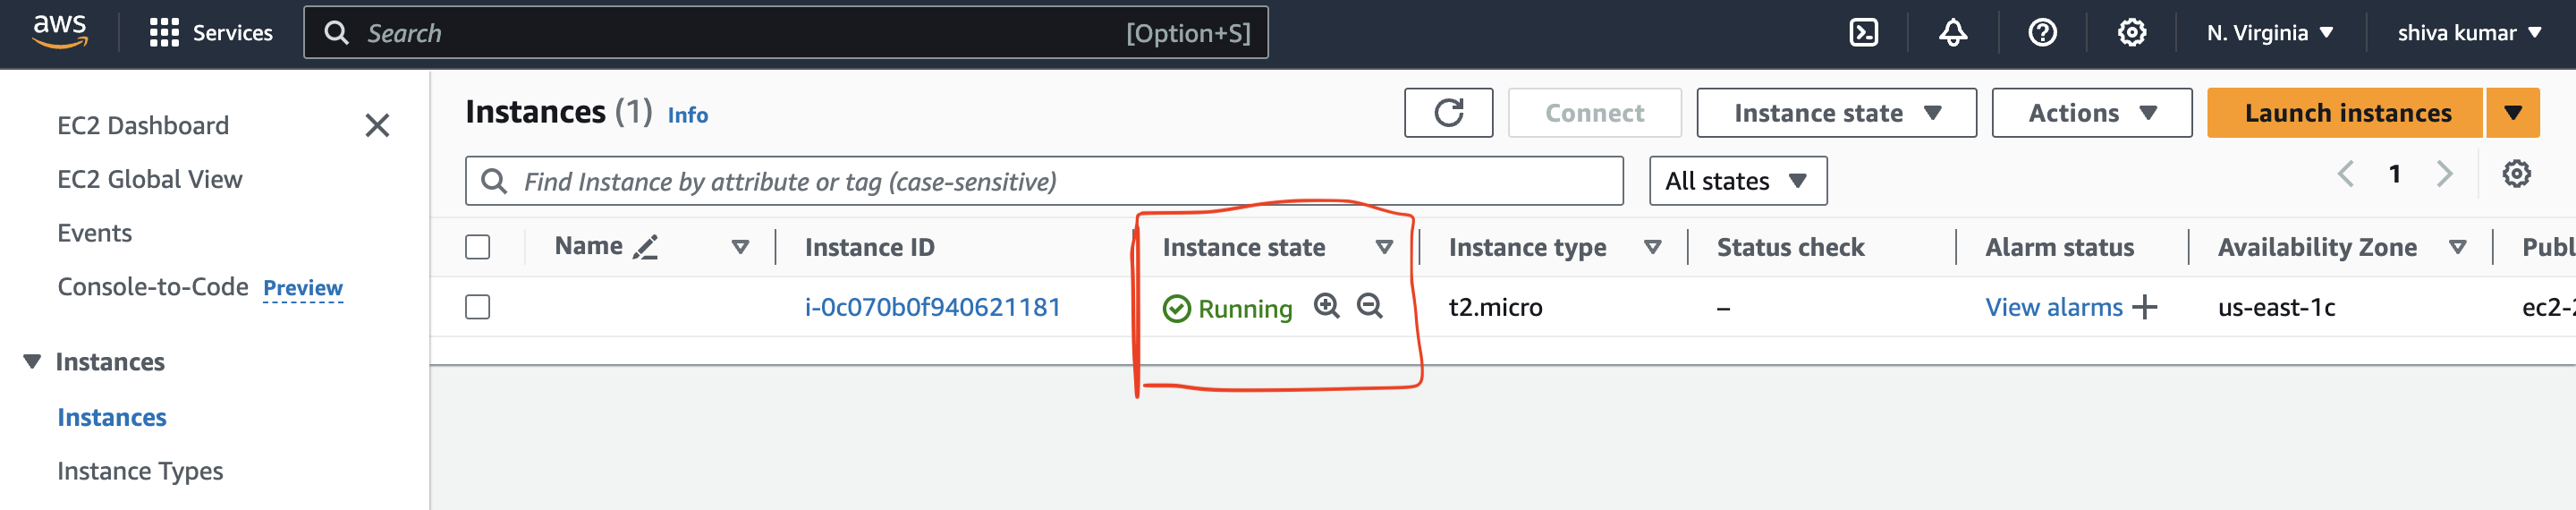 aws Services Search [Option+S] N. Virginia shiva kumar
EC2 Dashboard
EC2 Global View
Events
Console-to-Code Preview
Instances
Instances
Instance Types
Instances (1) Info Connect Instance state Actions Launch instances
Find Instance by attribute or tag (case-sensitive) All states 1
Name Instance ID Instance state Instance type Status check Alarm status Availability Zone Publ
i-0c070b0f940621181 Running t2.micro – View alarms + us-east-1c ec2-